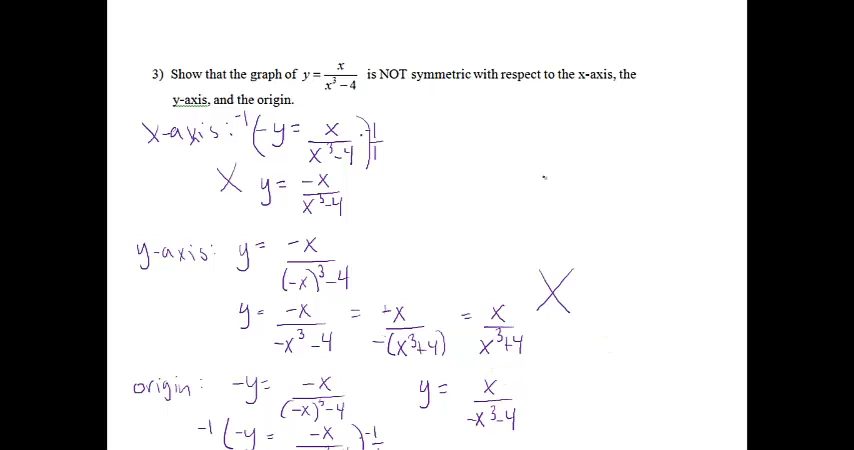 3) Show that the graph of y = x/(x³ − 4) is NOT symmetric with respect to the x-axis, the
y-axis, and the origin.
x-axis: -1(-y = x/(x³-4) · -1/1)
X y = -x/(x³-4)
y-axis: y = -x/((-x)³-4)
y = -x/(-x³-4) = -x/(-(x³+4)) = x/(x³+4) X
origin: -y = -x/((-x)³-4) y = x/(-x³-4)
-1(-y = -x